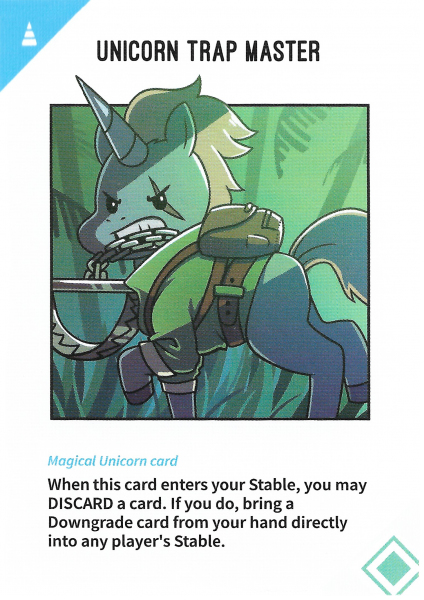 UNICORN TRAP MASTER
Magical Unicorn card
When this card enters your Stable, you may
DISCARD a card. If you do, bring a
Downgrade card from your hand directly
into any player's Stable.